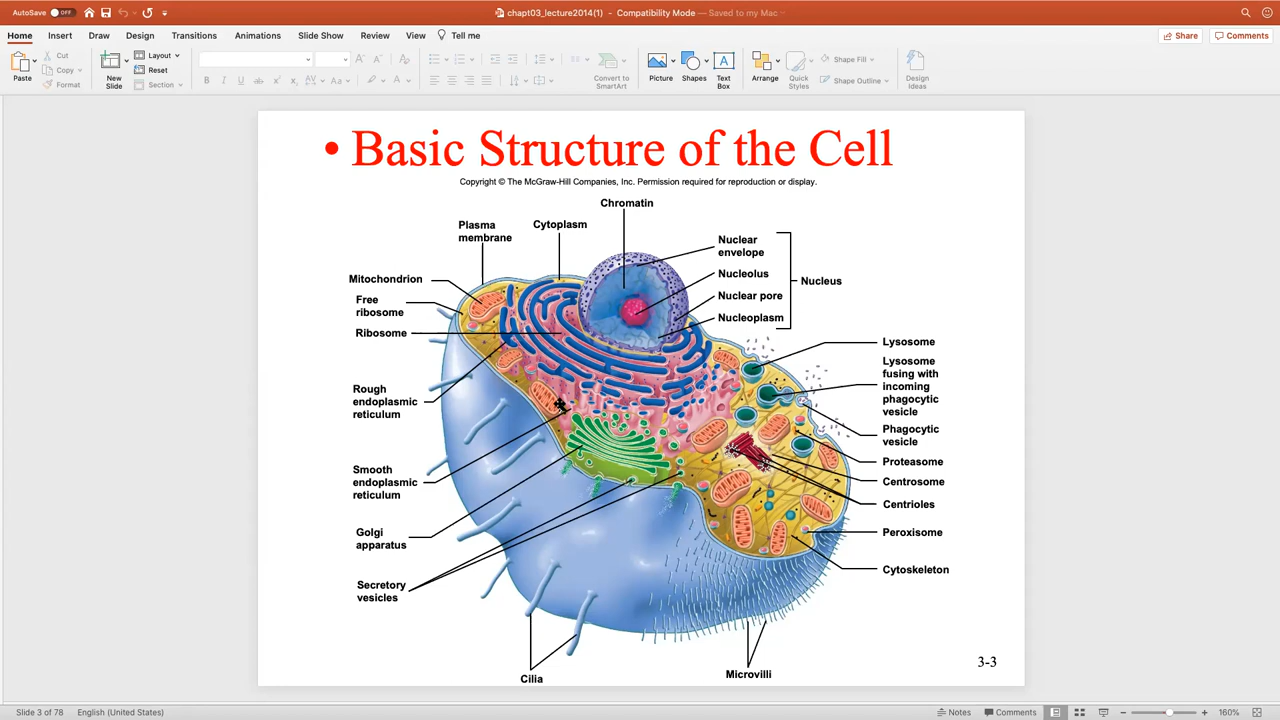 AutoSave OFF
chapt03_lecture2014(1) - Compatibility Mode — Saved to my Mac
Home Insert Draw Design Transitions Animations Slide Show Review View Tell me
Share Comments
Paste
Cut
Copy
Format
New
Slide
Layout
Reset
Section
Convert to
SmartArt
Picture
Shapes
Text
Box
Arrange
Quick
Styles
Shape Fill
Shape Outline
Design
Ideas
• Basic Structure of the Cell
Copyright © The McGraw-Hill Companies, Inc. Permission required for reproduction or display.
Chromatin
Plasma
membrane
Cytoplasm
Nuclear
envelope
Nucleolus
Nuclear pore
Nucleoplasm
Nucleus
Mitochondrion
Free
ribosome
Ribosome
Rough
endoplasmic
reticulum
Smooth
endoplasmic
reticulum
Golgi
apparatus
Secretory
vesicles
Lysosome
Lysosome
fusing with
incoming
phagocytic
vesicle
Phagocytic
vesicle
Proteasome
Centrosome
Centrioles
Peroxisome
Cytoskeleton
Cilia
Microvilli
3-3
Slide 3 of 78 English (United States)
Notes Comments 160%